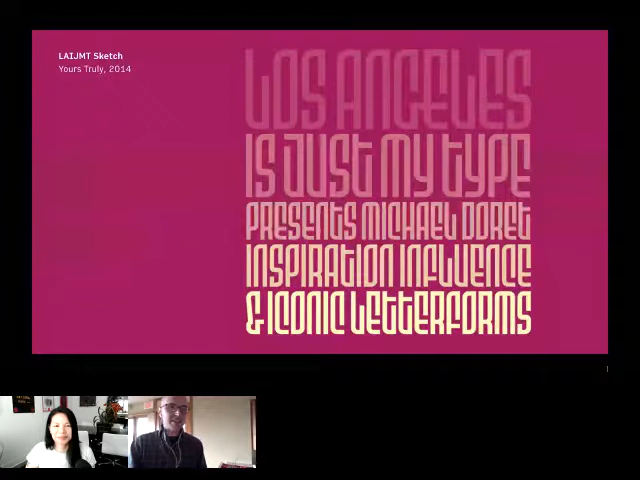 LAIJMT Sketch
Yours Truly, 2014
LOS ANGELES
IS JUST MY TYPE
PRESENTS MICHAEL DORET
INSPIRATION INFLUENCE
& ICONIC LETTERFORMS